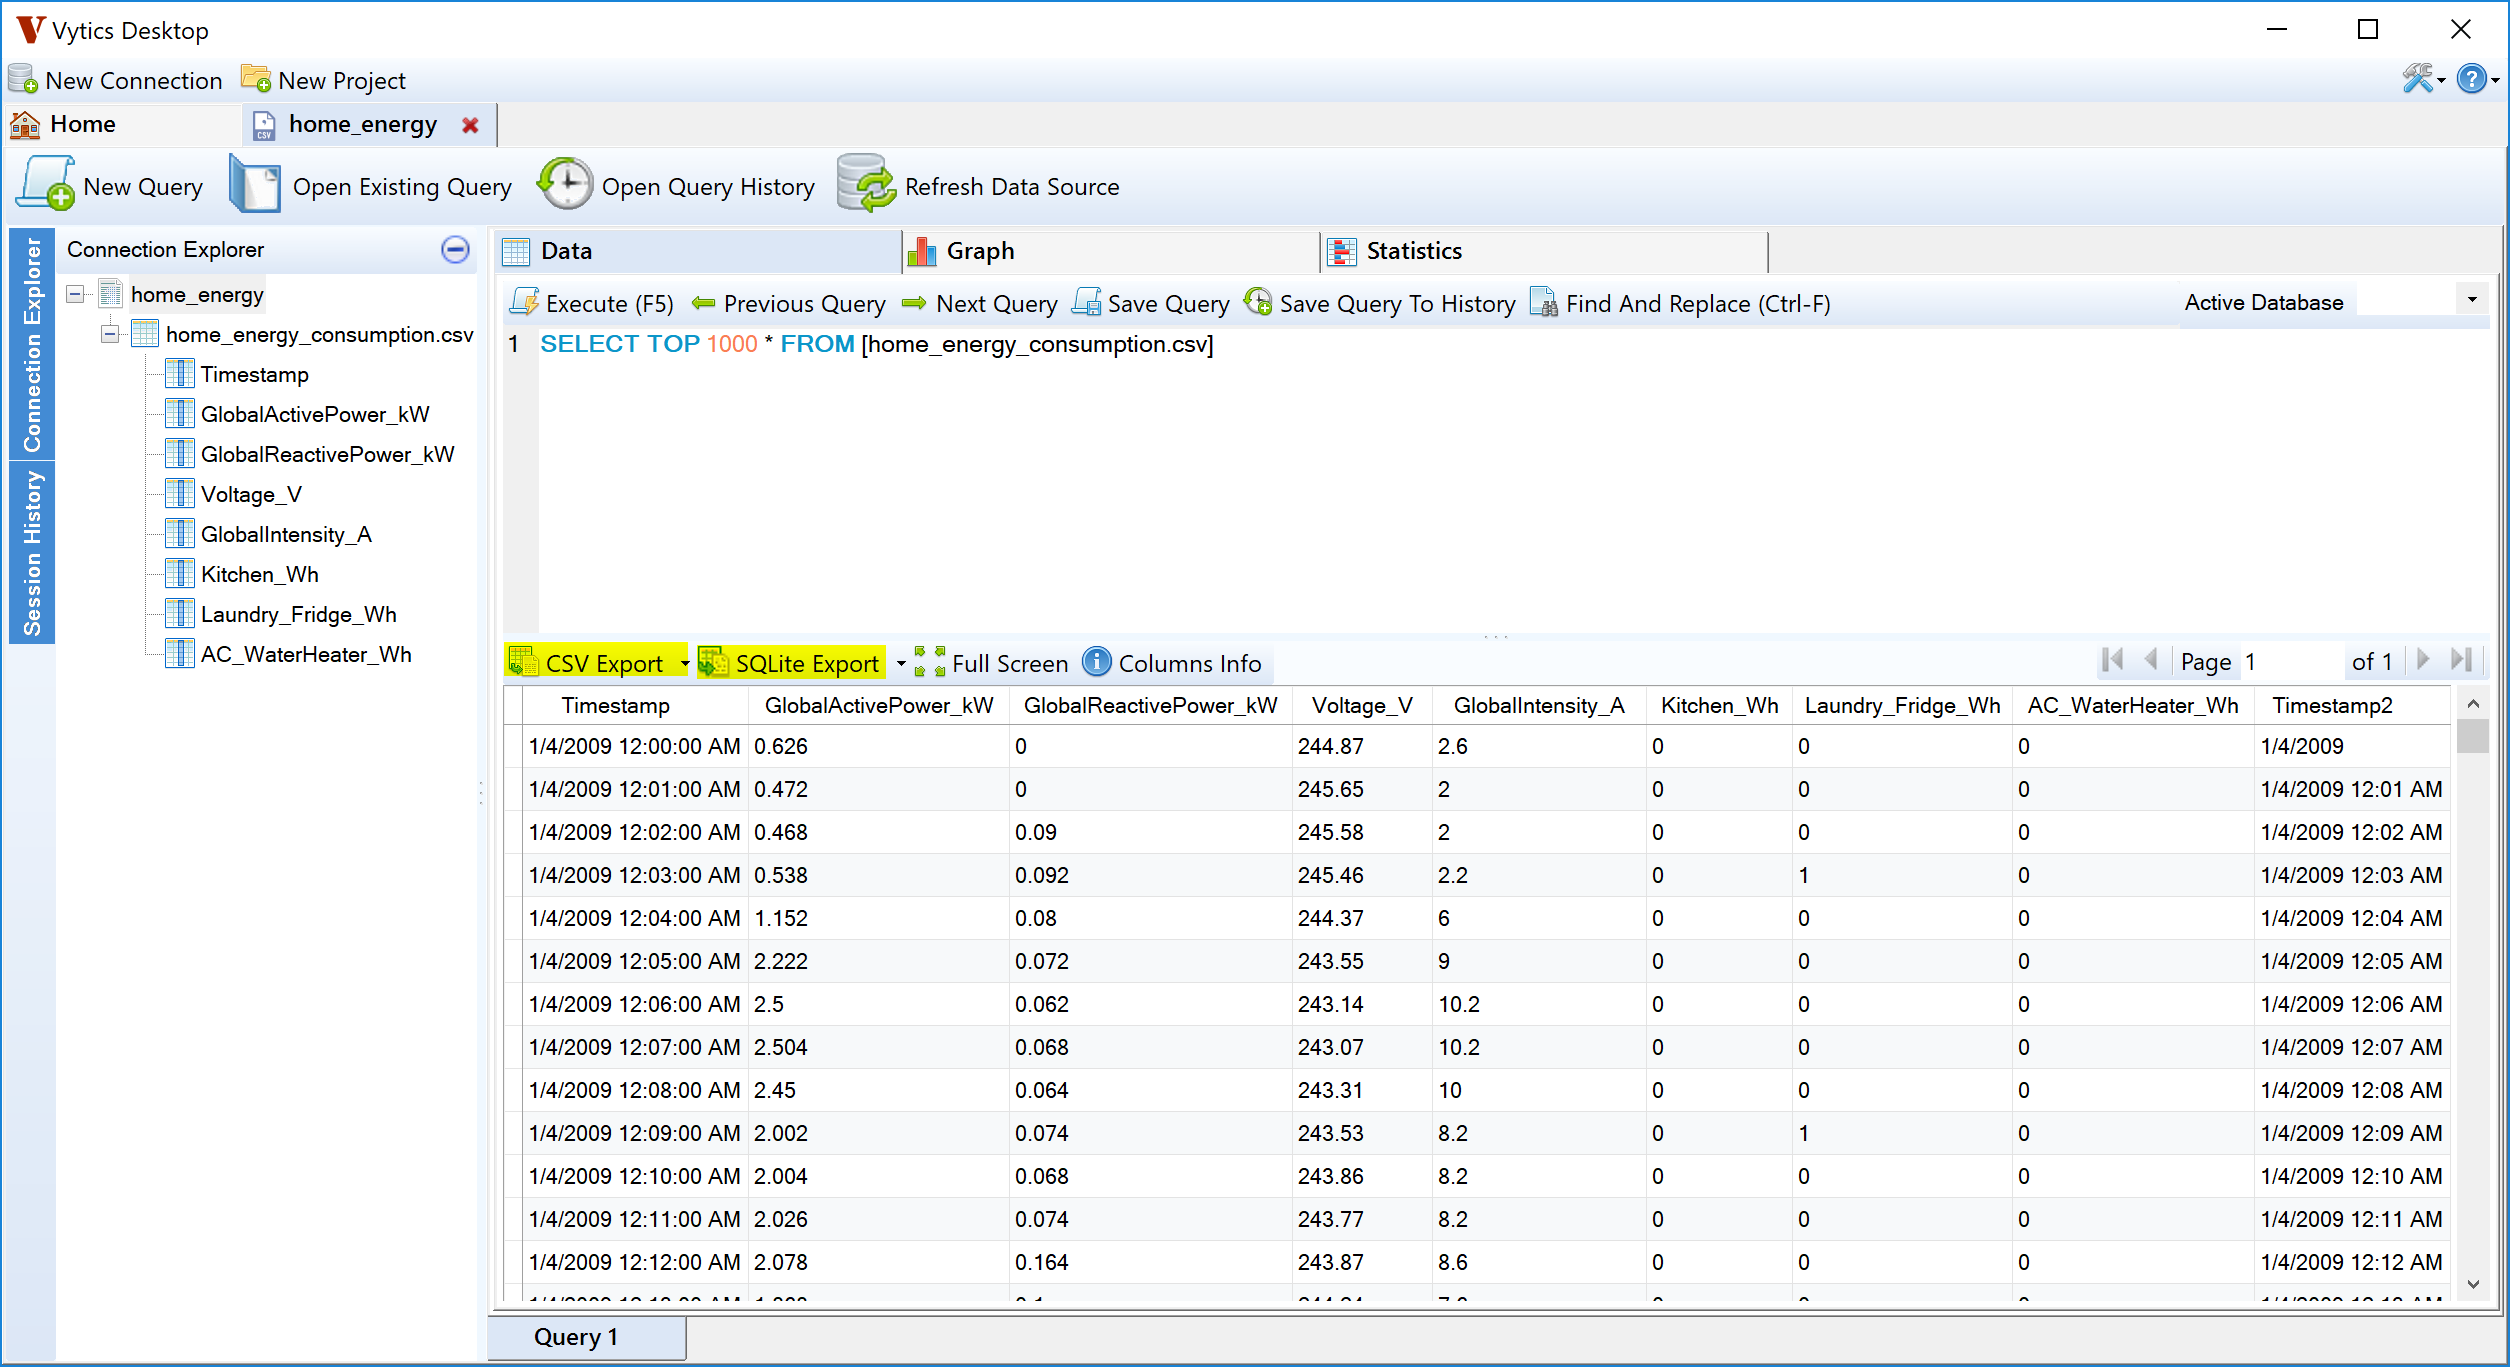 Vytics Desktop
New Connection New Project
Home home_energy
New Query Open Existing Query Open Query History Refresh Data Source
Connection Explorer
Session History
Connection Explorer
home_energy
home_energy_consumption.csv
Timestamp
GlobalActivePower_kW
GlobalReactivePower_kW
Voltage_V
GlobalIntensity_A
Kitchen_Wh
Laundry_Fridge_Wh
AC_WaterHeater_Wh
Data Graph Statistics
Execute (F5) Previous Query Next Query Save Query Save Query To History Find And Replace (Ctrl-F) Active Database
1 SELECT TOP 1000 * FROM [home_energy_consumption.csv]
CSV Export SQLite Export Full Screen Columns Info Page 1 of 1
Timestamp GlobalActivePower_kW GlobalReactivePower_kW Voltage_V GlobalIntensity_A Kitchen_Wh Laundry_Fridge_Wh AC_WaterHeater_Wh Timestamp2
1/4/2009 12:00:00 AM 0.626 0 244.87 2.6 0 0 0 1/4/2009
1/4/2009 12:01:00 AM 0.472 0 245.65 2 0 0 0 1/4/2009 12:01 AM
1/4/2009 12:02:00 AM 0.468 0.09 245.58 2 0 0 0 1/4/2009 12:02 AM
1/4/2009 12:03:00 AM 0.538 0.092 245.46 2.2 0 1 0 1/4/2009 12:03 AM
1/4/2009 12:04:00 AM 1.152 0.08 244.37 6 0 0 0 1/4/2009 12:04 AM
1/4/2009 12:05:00 AM 2.222 0.072 243.55 9 0 0 0 1/4/2009 12:05 AM
1/4/2009 12:06:00 AM 2.5 0.062 243.14 10.2 0 0 0 1/4/2009 12:06 AM
1/4/2009 12:07:00 AM 2.504 0.068 243.07 10.2 0 0 0 1/4/2009 12:07 AM
1/4/2009 12:08:00 AM 2.45 0.064 243.31 10 0 0 0 1/4/2009 12:08 AM
1/4/2009 12:09:00 AM 2.002 0.074 243.53 8.2 0 1 0 1/4/2009 12:09 AM
1/4/2009 12:10:00 AM 2.004 0.068 243.86 8.2 0 0 0 1/4/2009 12:10 AM
1/4/2009 12:11:00 AM 2.026 0.074 243.77 8.2 0 0 0 1/4/2009 12:11 AM
1/4/2009 12:12:00 AM 2.078 0.164 243.87 8.6 0 0 0 1/4/2009 12:12 AM
Query 1